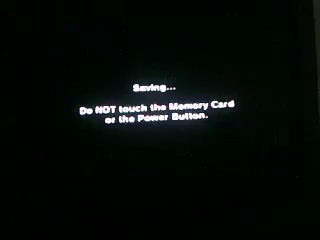 Saving...
Do NOT touch the Memory Card
or the Power Button.